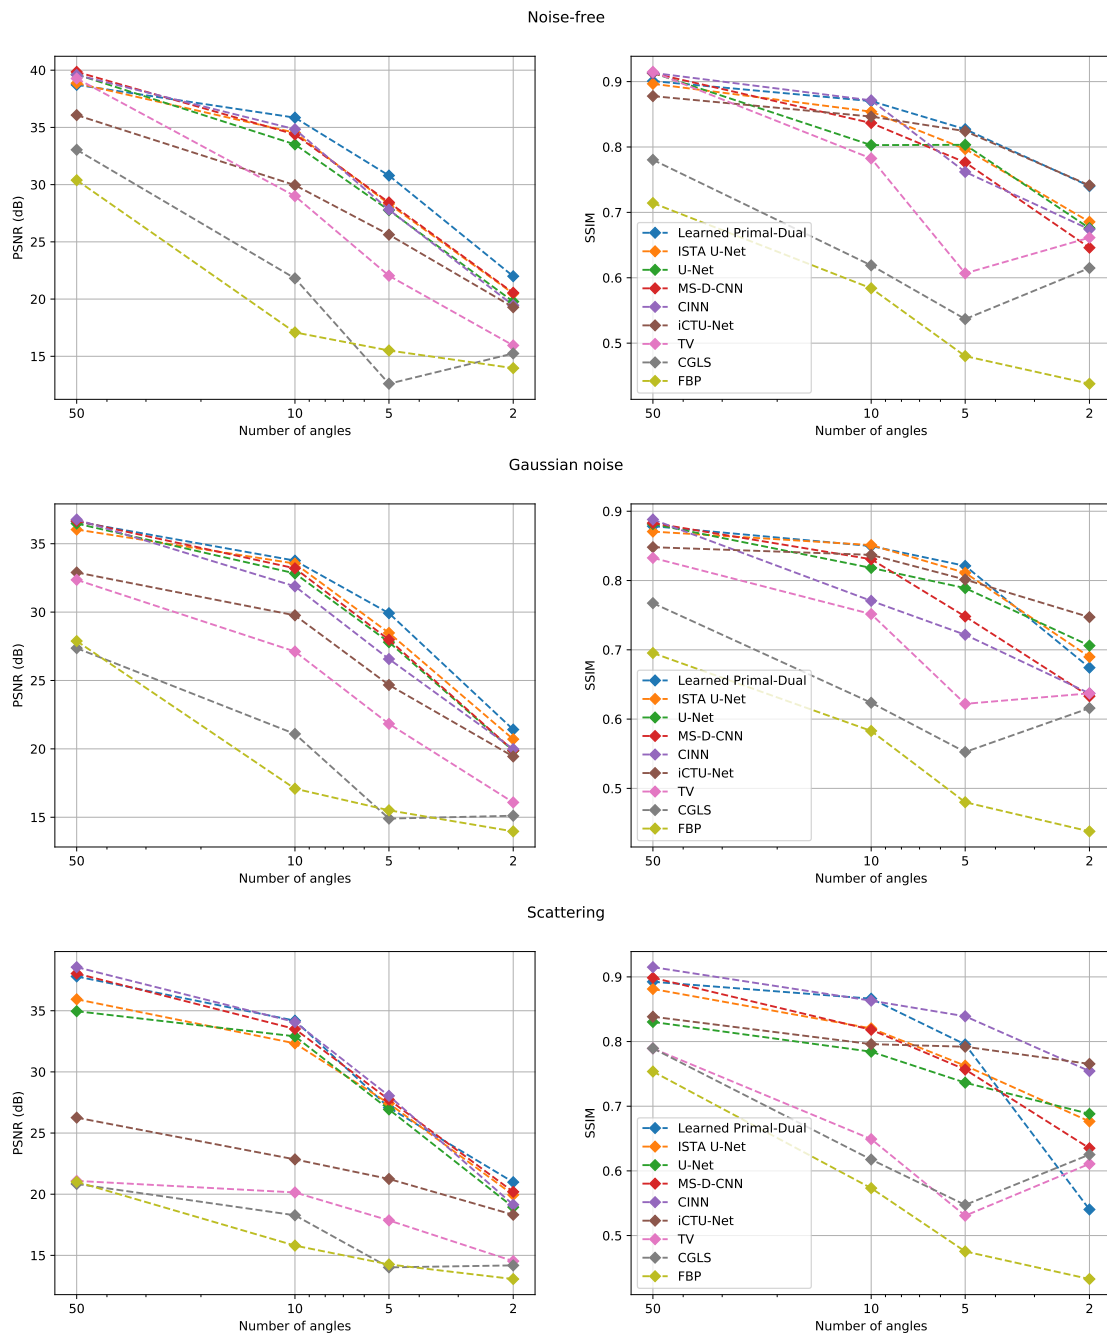 Noise-free
40
35
30
25
20
15
PSNR (dB)
50
10
5
2
Number of angles
0.9
0.8
0.7
0.6
0.5
SSIM
Learned Primal-Dual
ISTA U-Net
U-Net
MS-D-CNN
CINN
iCTU-Net
TV
CGLS
FBP
50
10
5
2
Number of angles
Gaussian noise
35
30
25
20
15
PSNR (dB)
50
10
5
2
Number of angles
0.9
0.8
0.7
0.6
0.5
SSIM
Learned Primal-Dual
ISTA U-Net
U-Net
MS-D-CNN
CINN
iCTU-Net
TV
CGLS
FBP
50
10
5
2
Number of angles
Scattering
35
30
25
20
15
PSNR (dB)
50
10
5
2
Number of angles
0.9
0.8
0.7
0.6
0.5
SSIM
Learned Primal-Dual
ISTA U-Net
U-Net
MS-D-CNN
CINN
iCTU-Net
TV
CGLS
FBP
50
10
5
2
Number of angles